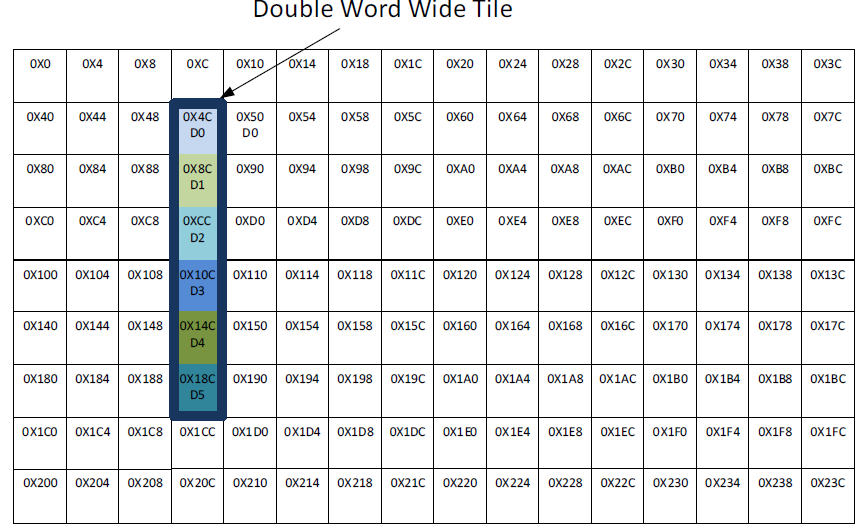 Double Word Wide Tile
0X0 0X4 0X8 0XC 0X10 0X14 0X18 0X1C 0X20 0X24 0X28 0X2C 0X30 0X34 0X38 0X3C
0X40 0X44 0X48 0X4C 0X50 0X54 0X58 0X5C 0X60 0X64 0X68 0X6C 0X70 0X74 0X78 0X7C
D0 D0
0X80 0X84 0X88 0X8C 0X90 0X94 0X98 0X9C 0XA0 0XA4 0XA8 0XAC 0XB0 0XB4 0XB8 0XBC
D1
0XC0 0XC4 0XC8 0XCC 0XD0 0XD4 0XD8 0XDC 0XE0 0XE4 0XE8 0XEC 0XF0 0XF4 0XF8 0XFC
D2
0X100 0X104 0X108 0X10C 0X110 0X114 0X118 0X11C 0X120 0X124 0X128 0X12C 0X130 0X134 0X138 0X13C
D3
0X140 0X144 0X148 0X14C 0X150 0X154 0X158 0X15C 0X160 0X164 0X168 0X16C 0X170 0X174 0X178 0X17C
D4
0X180 0X184 0X188 0X18C 0X190 0X194 0X198 0X19C 0X1A0 0X1A4 0X1A8 0X1AC 0X1B0 0X1B4 0X1B8 0X1BC
D5
0X1C0 0X1C4 0X1C8 0X1CC 0X1D0 0X1D4 0X1D8 0X1DC 0X1E0 0X1E4 0X1E8 0X1EC 0X1F0 0X1F4 0X1F8 0X1FC
0X200 0X204 0X208 0X20C 0X210 0X214 0X218 0X21C 0X220 0X224 0X228 0X22C 0X230 0X234 0X238 0X23C